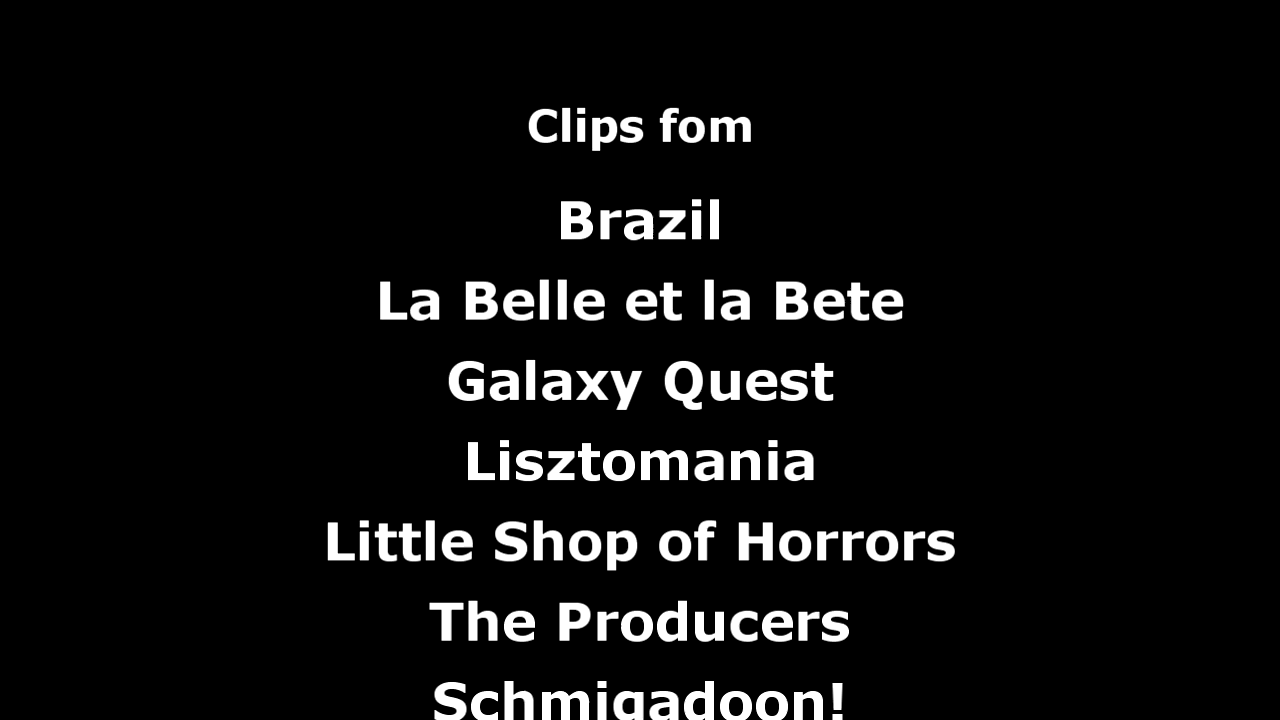 Clips fom
Brazil
La Belle et la Bete
Galaxy Quest
Lisztomania
Little Shop of Horrors
The Producers
Schmigadoon!